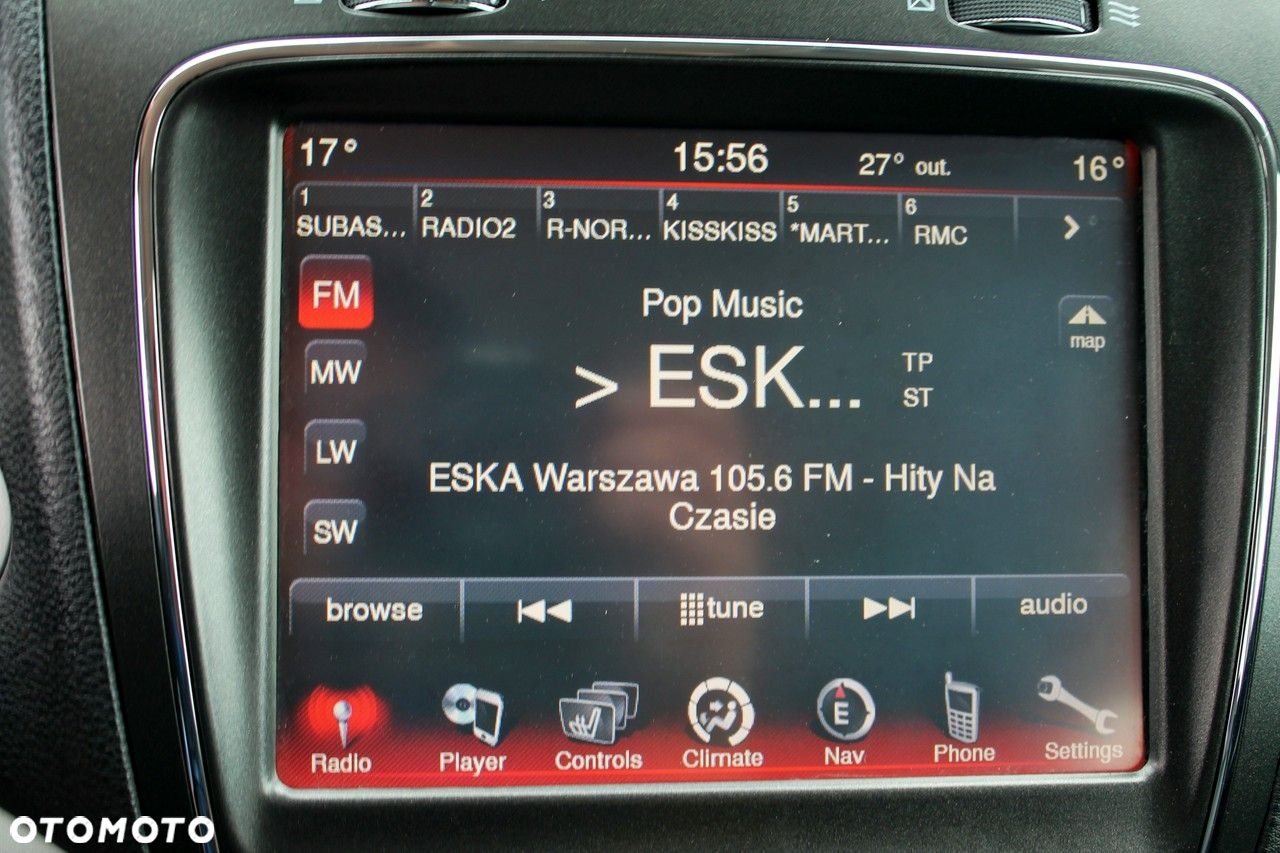 17° 15:56 27° out. 16°
1 2 3 4 5 6
SUBAS... RADIO2 R-NOR... KISSKISS *MART... RMC >
FM
Pop Music
map
MW
> ESK...
TP
ST
LW
ESKA Warszawa 105.6 FM - Hity Na
Czasie
SW
browse tune audio
E
Radio Player Controls Climate Nav Phone Settings
OTOMOTO